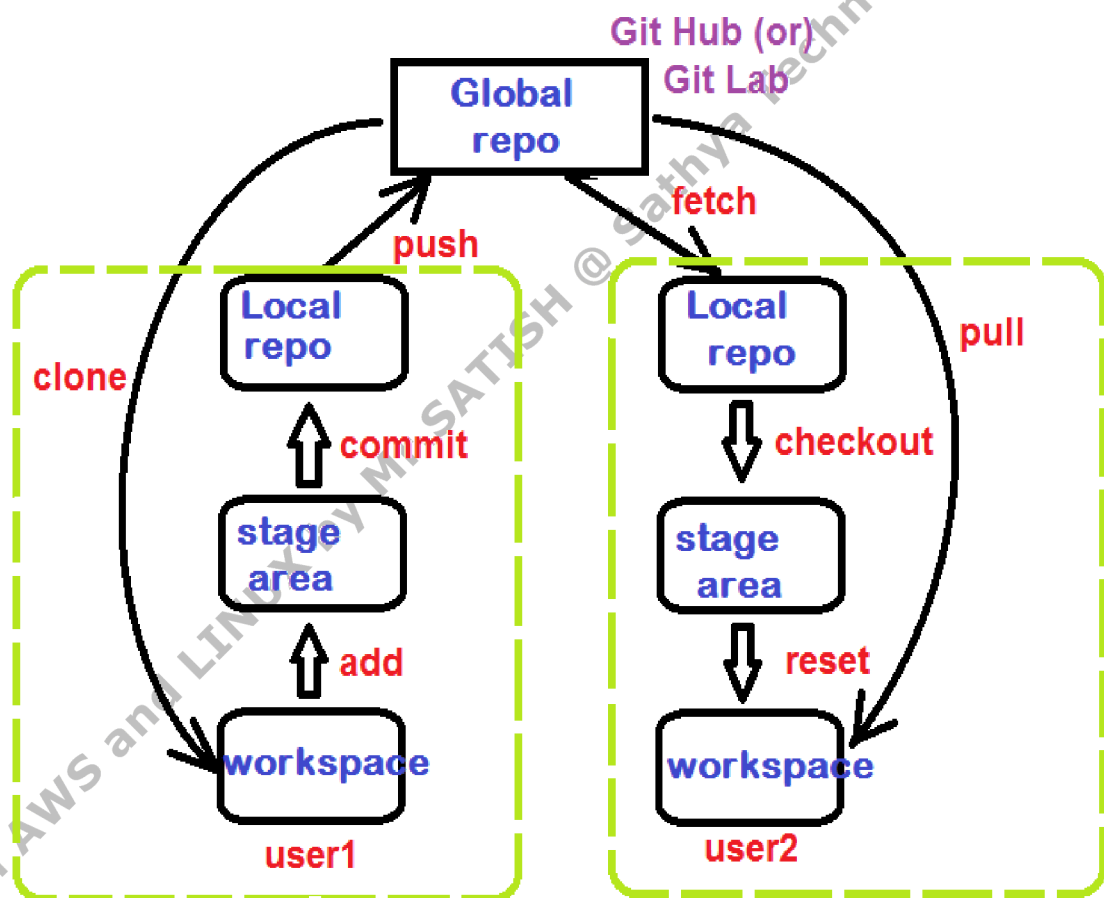 Git Hub (or)
Git Lab
Global
repo
push
fetch
Local
repo
Local
repo
clone
pull
commit
checkout
stage
area
stage
area
add
reset
workspace
workspace
user1
user2
AWS and LINUX by Mr SATISH @ Sathya Techn